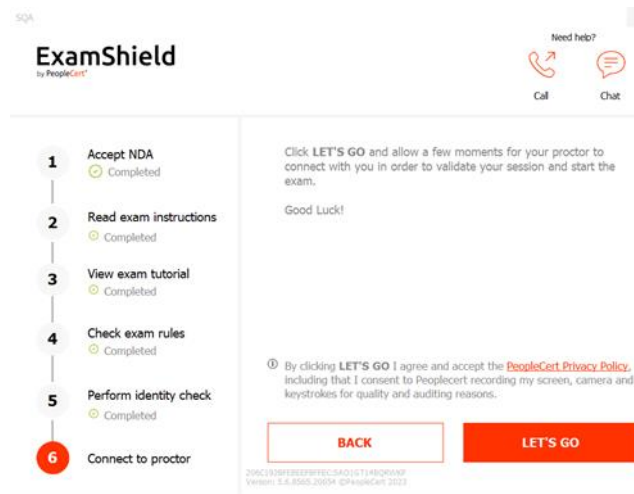 SQA
ExamShield
by PeopleCert
Need help?
Call
Chat
1
Accept NDA
Completed
2
Read exam instructions
Completed
3
View exam tutorial
Completed
4
Check exam rules
Completed
5
Perform identity check
Completed
6
Connect to proctor
Click LET'S GO and allow a few moments for your proctor to
connect with you in order to validate your session and start the
exam.
Good Luck!
By clicking LET'S GO I agree and accept the PeopleCert Privacy Policy,
including that I consent to Peoplecert recording my screen, camera and
keystrokes for quality and auditing reasons.
BACK
LET'S GO
©PeopleCert 2023